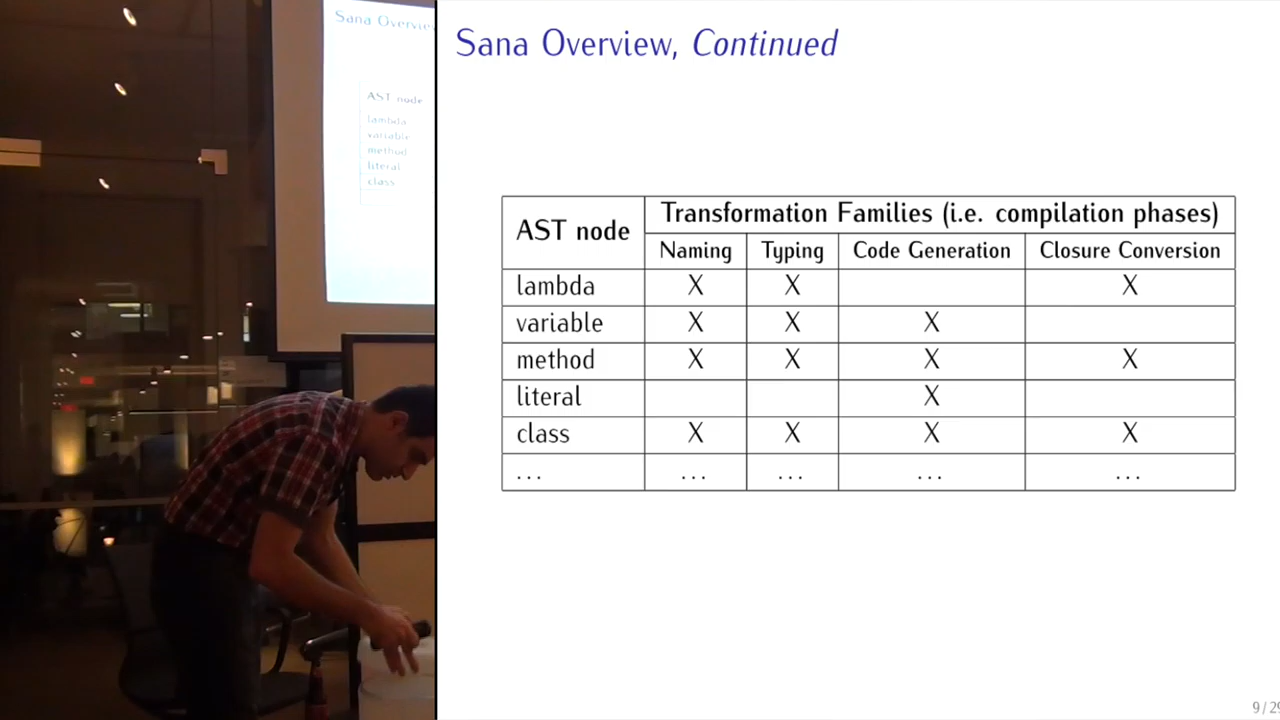 Sana Overview, Continued
AST node
Transformation Families (i.e. compilation phases)
Naming Typing Code Generation Closure Conversion
lambda X X X
variable X X X
method X X X X
literal X
class X X X X
... ... ... ... ...
9/29
Sana Overview
AST node
lambda
variable
method
literal
class